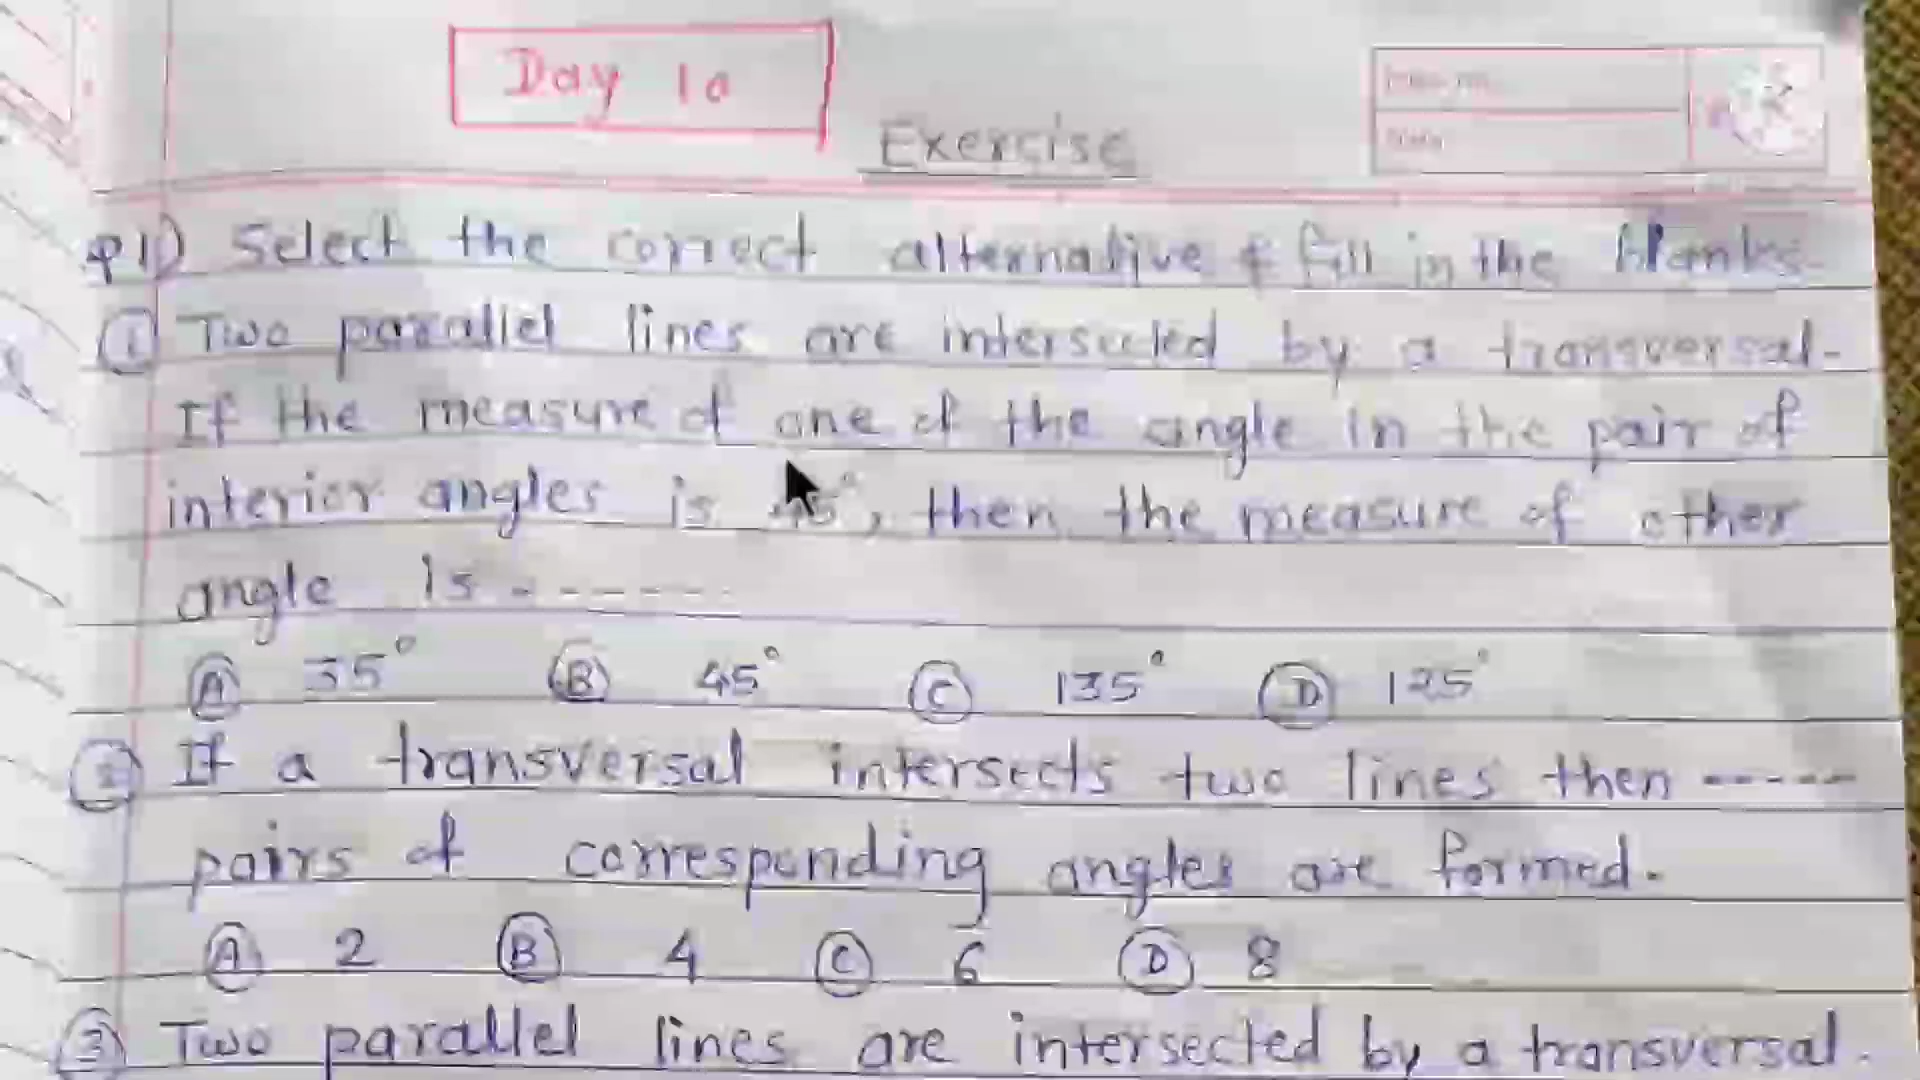 Day 10
Exercise
Q1) Select the correct alternative & fill in the blanks.
① Two parallel lines are intersected by a transversal.
If the measure of one of the angle in the pair of
interior angles is 45°, then the measure of other
angle is - - - - - -
Ⓐ 35° Ⓑ 45° Ⓒ 135° Ⓓ 125°
② If a transversal intersects two lines then -----
pairs of corresponding angles are formed.
Ⓐ 2 Ⓑ 4 Ⓒ 6 Ⓓ 8
③ Two parallel lines are intersected by a transversal.